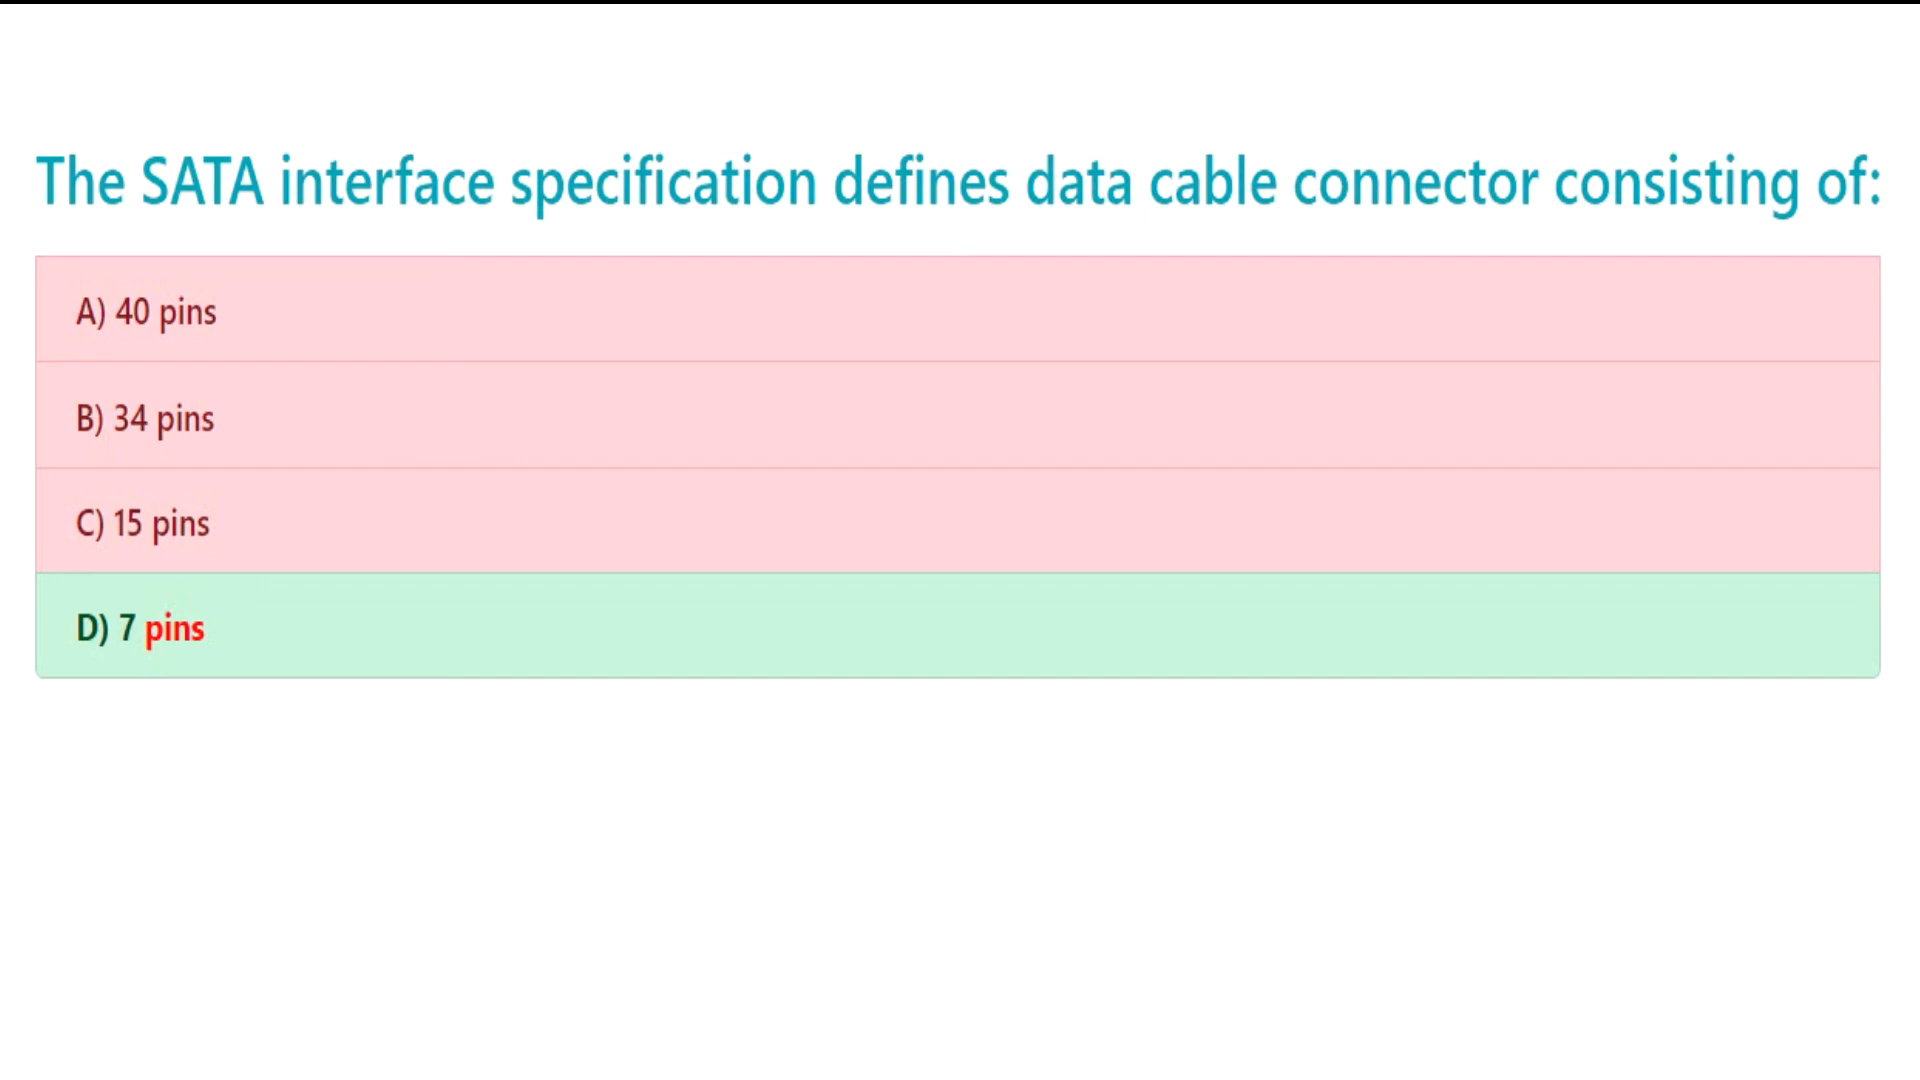 The SATA interface specification defines data cable connector consisting of:
A) 40 pins
B) 34 pins
C) 15 pins
D) 7 pins